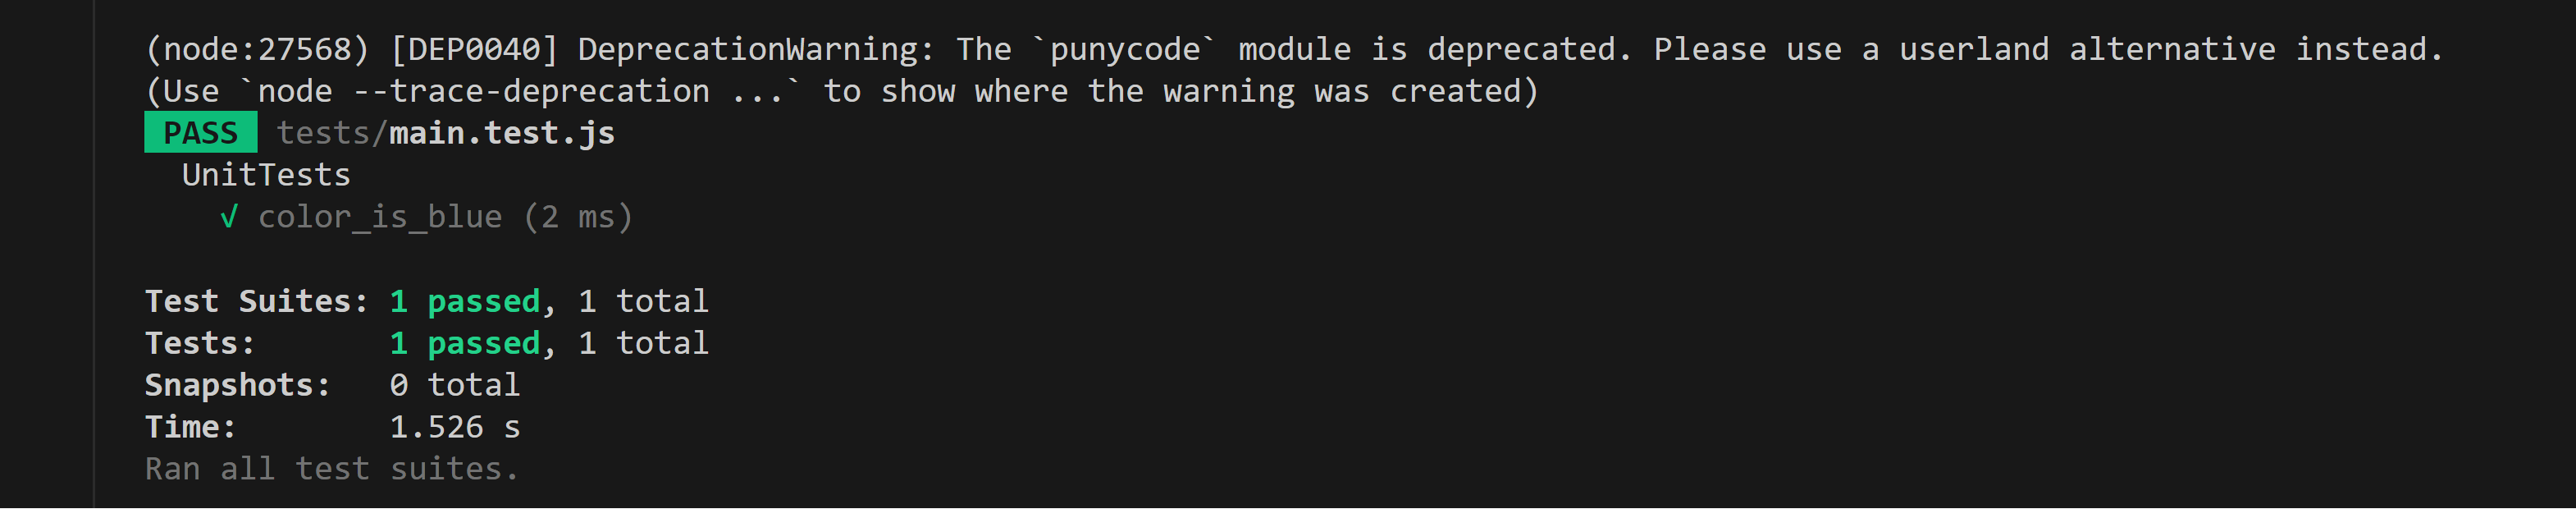 (node:27568) [DEP0040] DeprecationWarning: The `punycode` module is deprecated. Please use a userland alternative instead.
(Use `node --trace-deprecation ...` to show where the warning was created)
PASS tests/main.test.js
UnitTests
√ color_is_blue (2 ms)
Test Suites: 1 passed, 1 total
Tests: 1 passed, 1 total
Snapshots: 0 total
Time: 1.526 s
Ran all test suites.